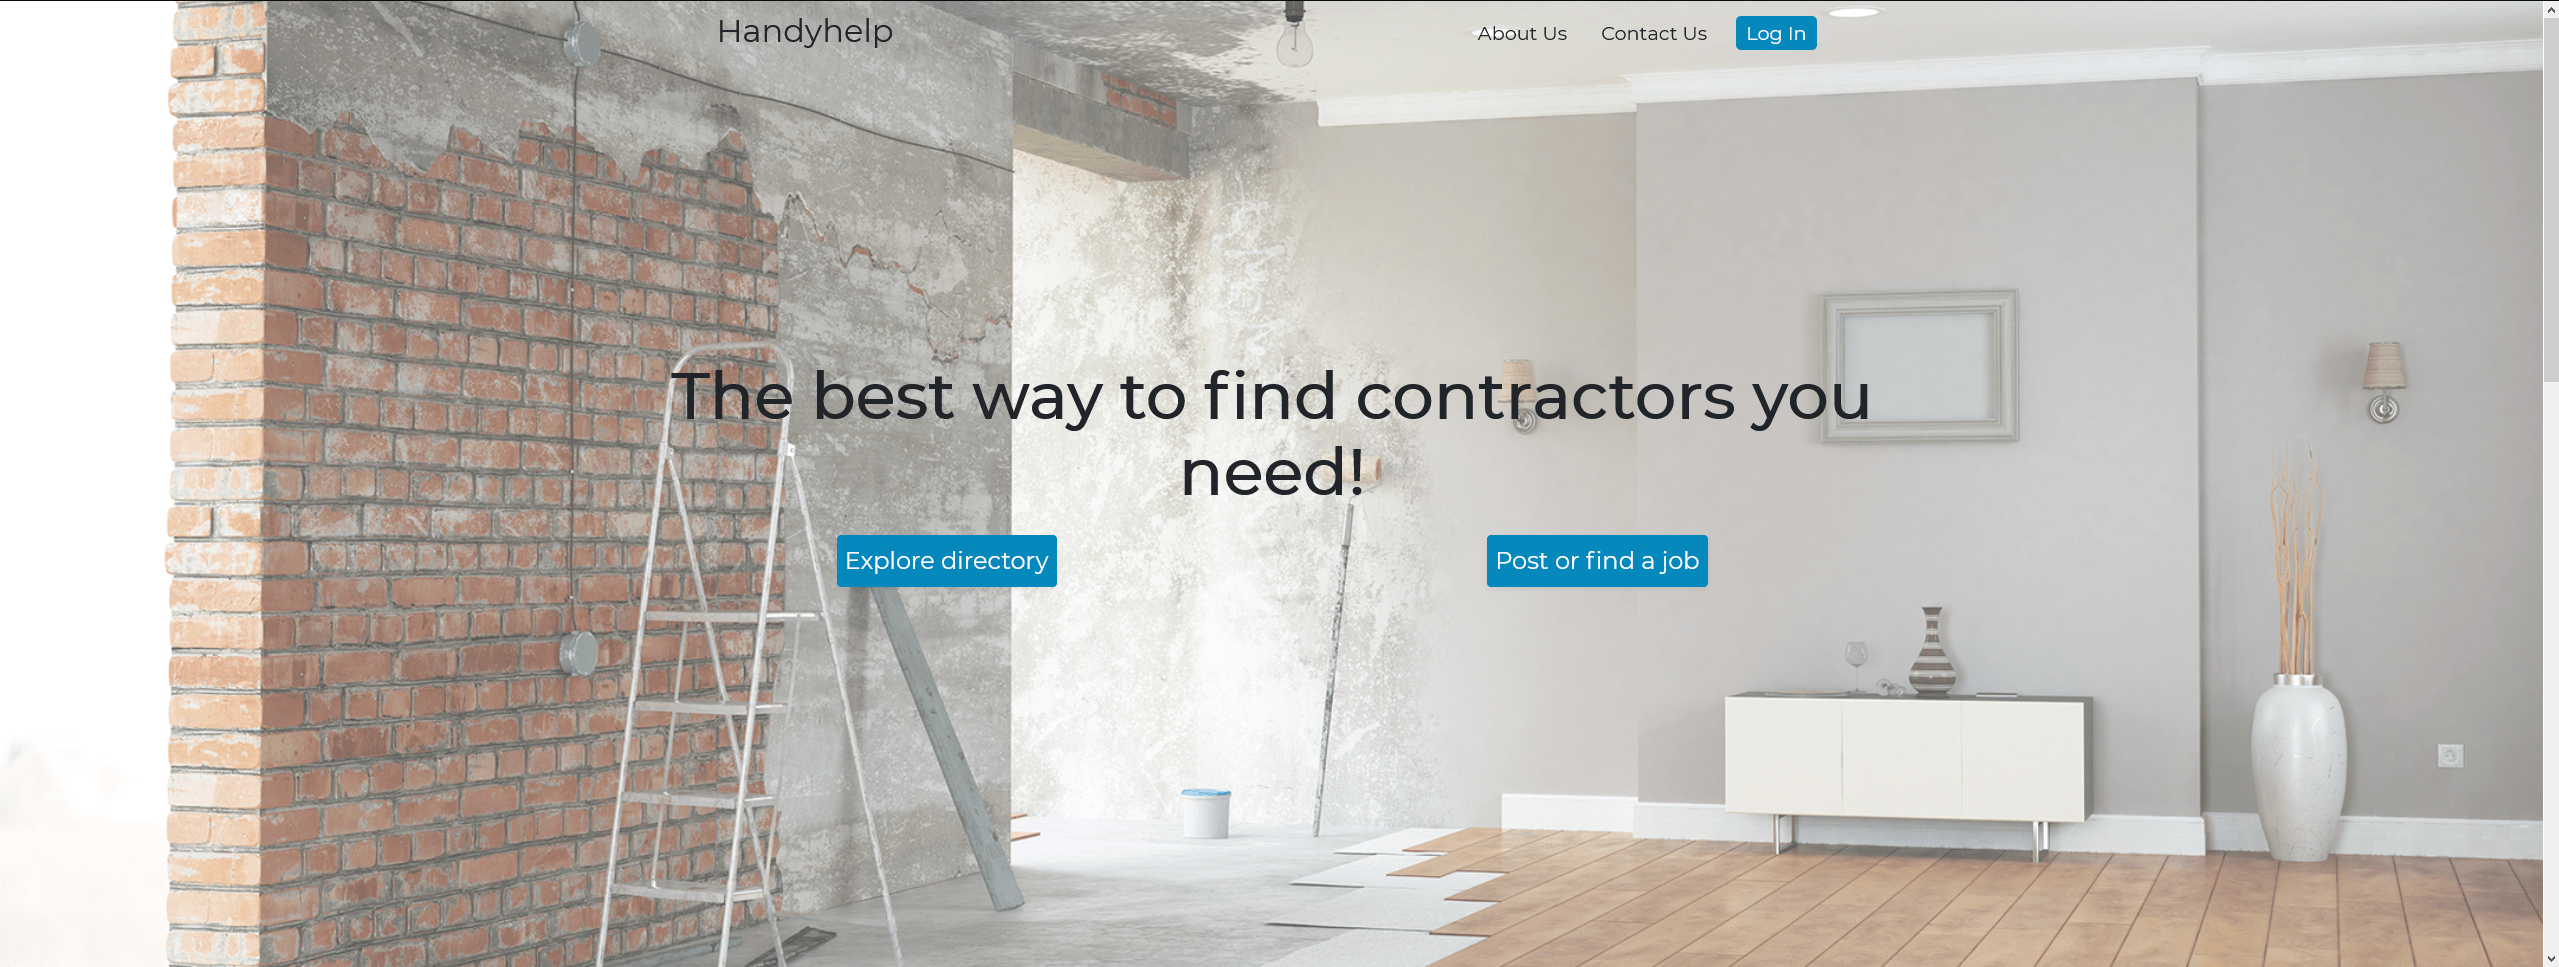 Handyhelp
About Us
Contact Us
Log In
The best way to find contractors you
need!
Explore directory
Post or find a job